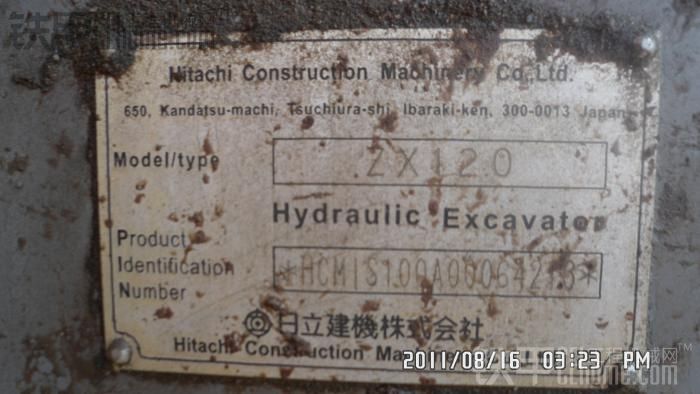 Hitachi Construction Machinery Co.,Ltd.
650, Kandatsu-machi, Tsuchiura-shi, Ibaraki-ken, 300-0013 Japan
Model/type ZX120
Hydraulic Excavator
Product
Identification
Number
日立建機株式会社
Hitachi Construction
2011/08/16 03:23 PM